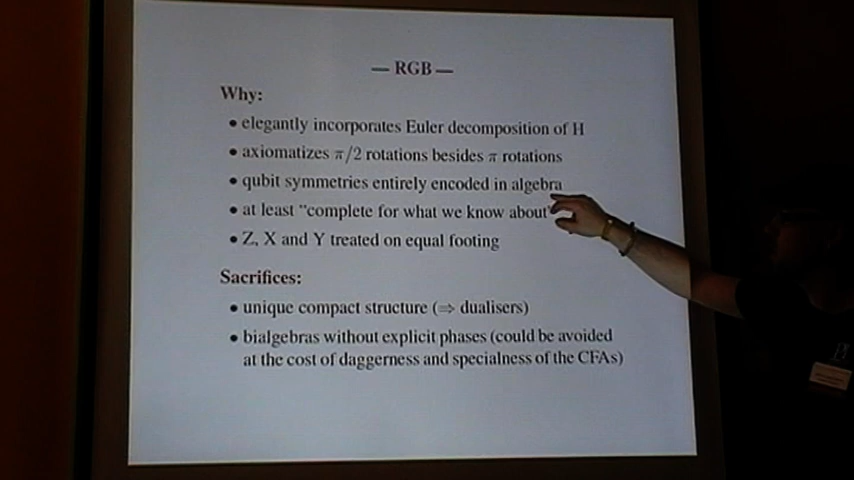 — RGB —
Why:
• elegantly incorporates Euler decomposition of H
• axiomatizes π/2 rotations besides π rotations
• qubit symmetries entirely encoded in algebra
• at least "complete for what we know about"
• Z, X and Y treated on equal footing
Sacrifices:
• unique compact structure (⇒ dualisers)
• bialgebras without explicit phases (could be avoided
at the cost of daggerness and specialness of the CFAs)